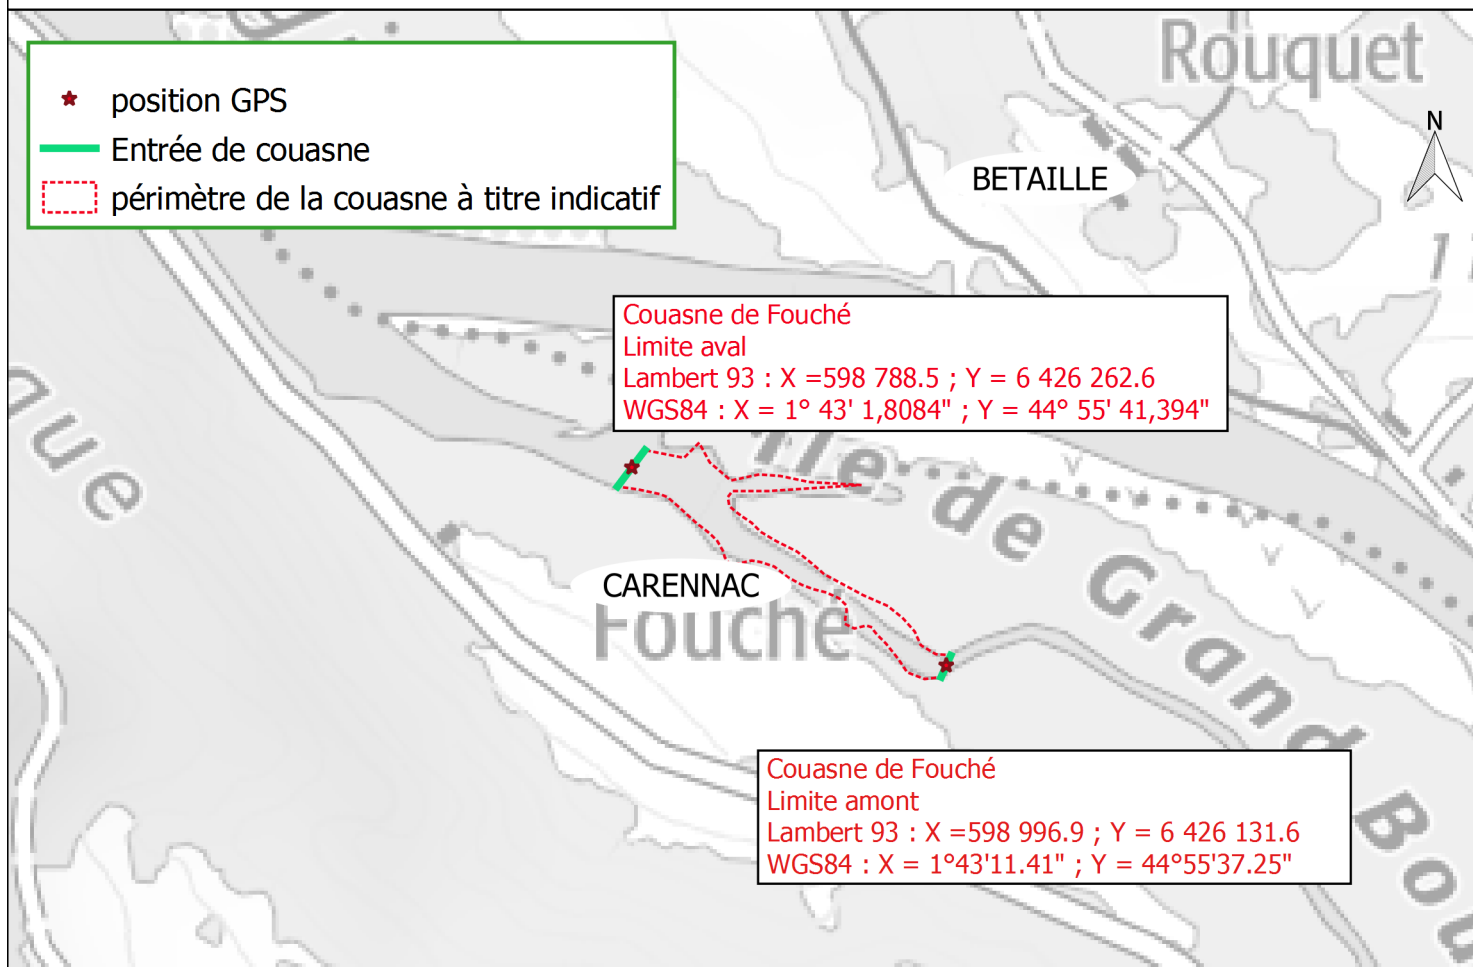 Rouquet
N
position GPS
Entrée de couasne
périmètre de la couasne à titre indicatif
BETAILLE
Couasne de Fouché
Limite aval
Lambert 93 : X =598 788.5 ; Y = 6 426 262.6
WGS84 : X = 1° 43' 1,8084" ; Y = 44° 55' 41,394"
que
Île de Grand Bou
CARENNAC
Fouché
Couasne de Fouché
Limite amont
Lambert 93 : X =598 996.9 ; Y = 6 426 131.6
WGS84 : X = 1°43'11.41" ; Y = 44°55'37.25"